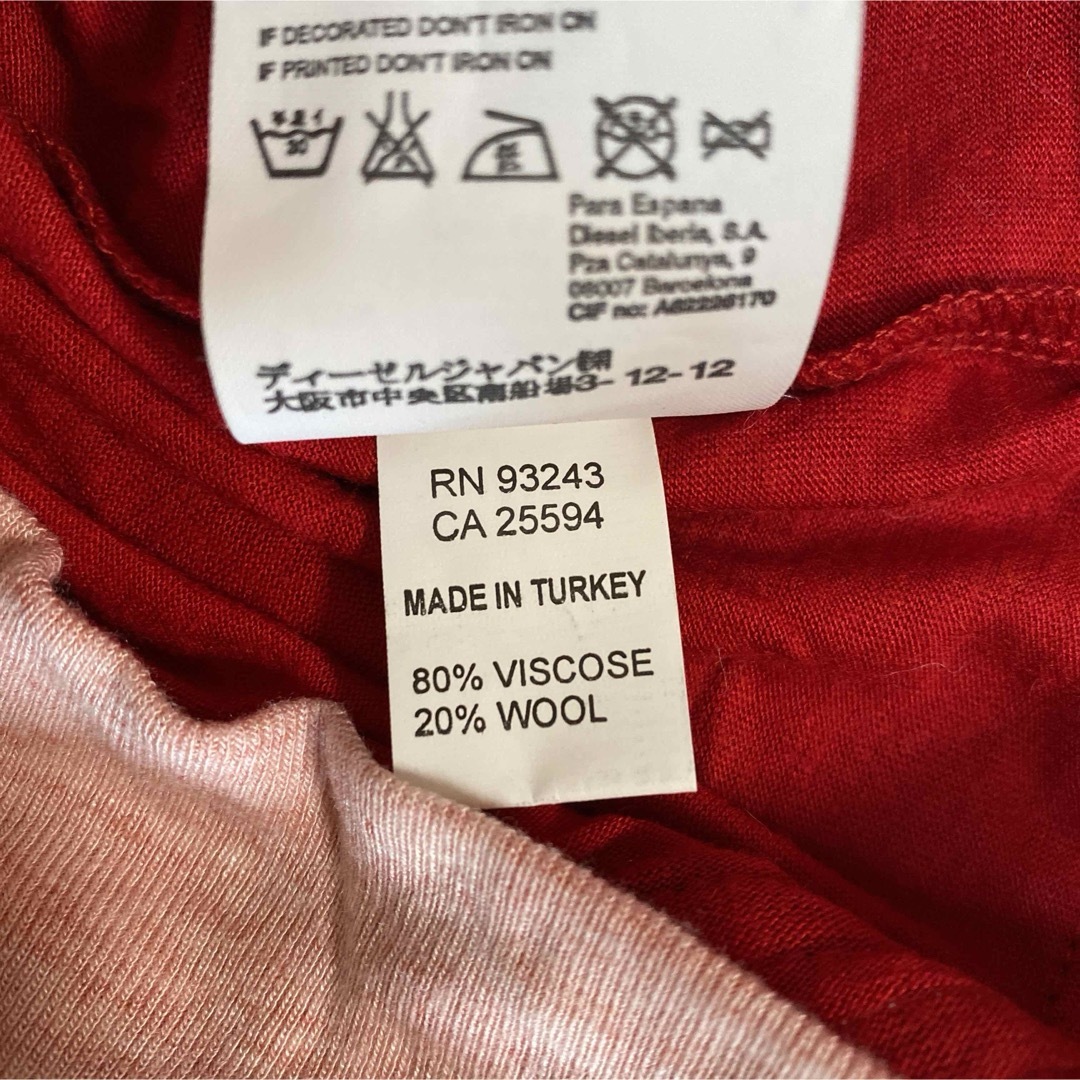 IF DECORATED DON'T IRON ON
IF PRINTED DON'T IRON ON
30
Para Espana
Diesel Iberia, S.A.
Pza Catalunya, 9
08007 Barcelona
CIF no: A62226170
ディーゼルジャパン㈱
大阪市中央区南船場3-12-12
RN 93243
CA 25594
MADE IN TURKEY
80% VISCOSE
20% WOOL